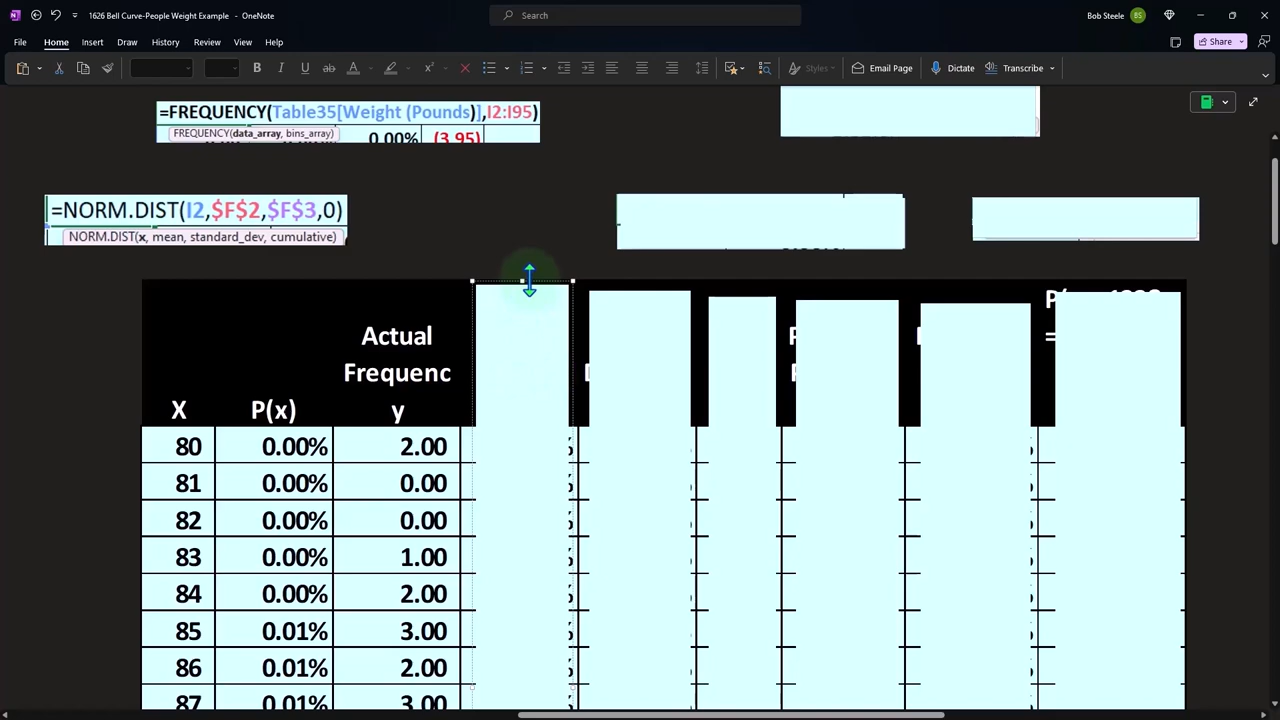 1626 Bell Curve-People Weight Example - OneNote
Search
Bob Steele
BS
File Home Insert Draw History Review View Help
Share
Email Page
Dictate
Transcribe
Styles
=FREQUENCY(Table35[Weight (Pounds)],I2:I95)
FREQUENCY(data_array, bins_array)
0.00% (3.95)
=NORM.DIST(I2,$F$2,$F$3,0)
NORM.DIST(x, mean, standard_dev, cumulative)
X P(x) Actual
Frequenc
y
80 0.00% 2.00
81 0.00% 0.00
82 0.00% 0.00
83 0.00% 1.00
84 0.00% 2.00
85 0.01% 3.00
86 0.01% 2.00
87 0.01% 3.00